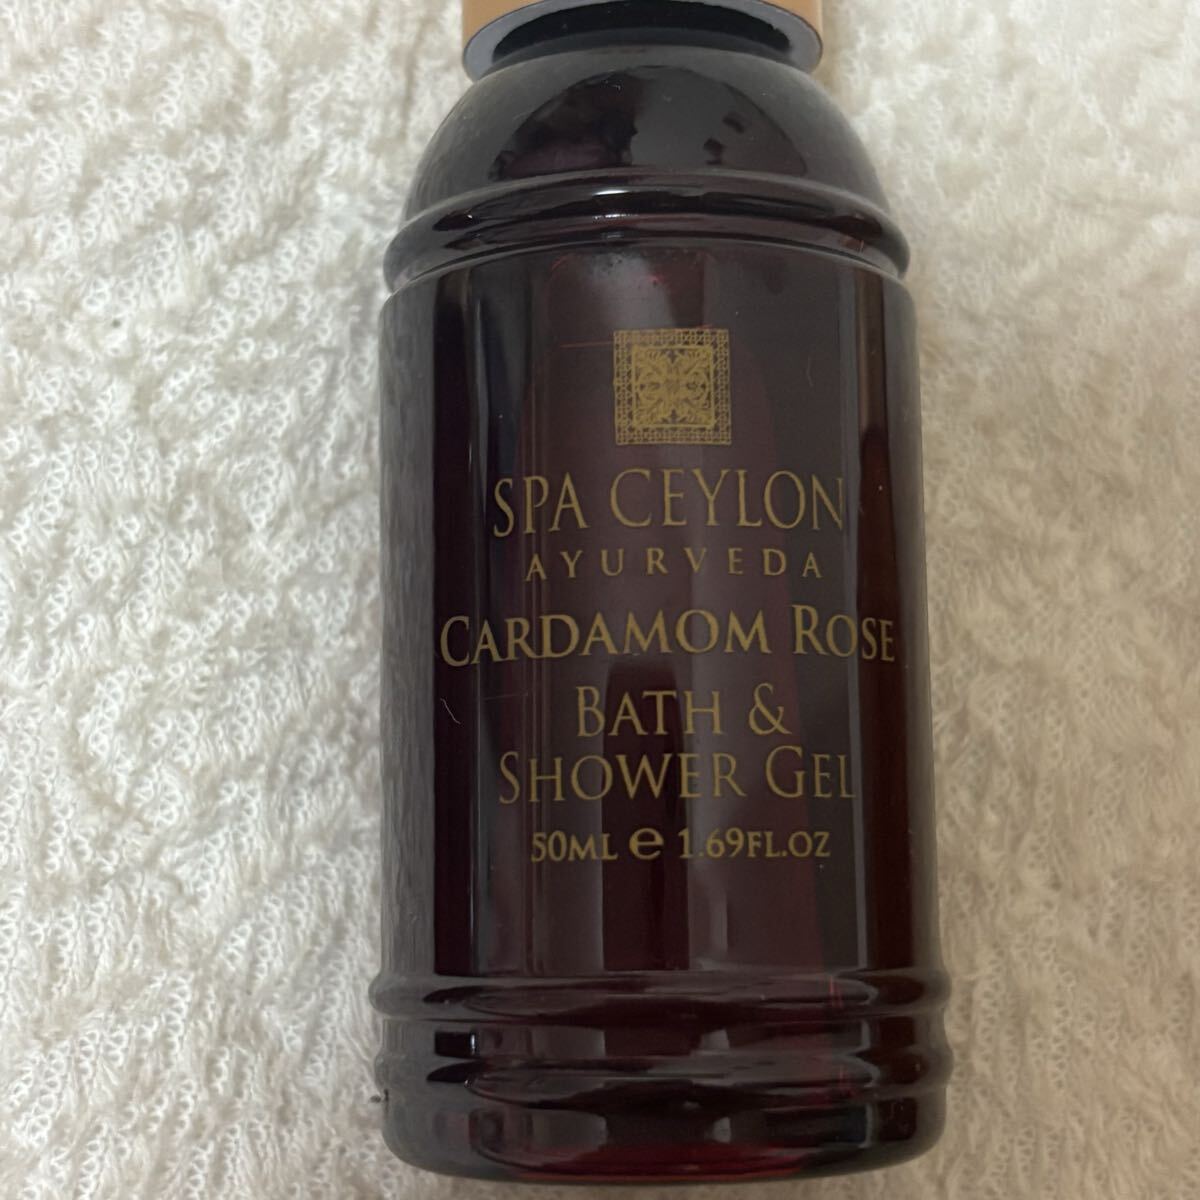 SPA CEYLON
AYURVEDA
CARDAMOM ROSE
BATH &
SHOWER GEL
50ML e 1.69FL.OZ